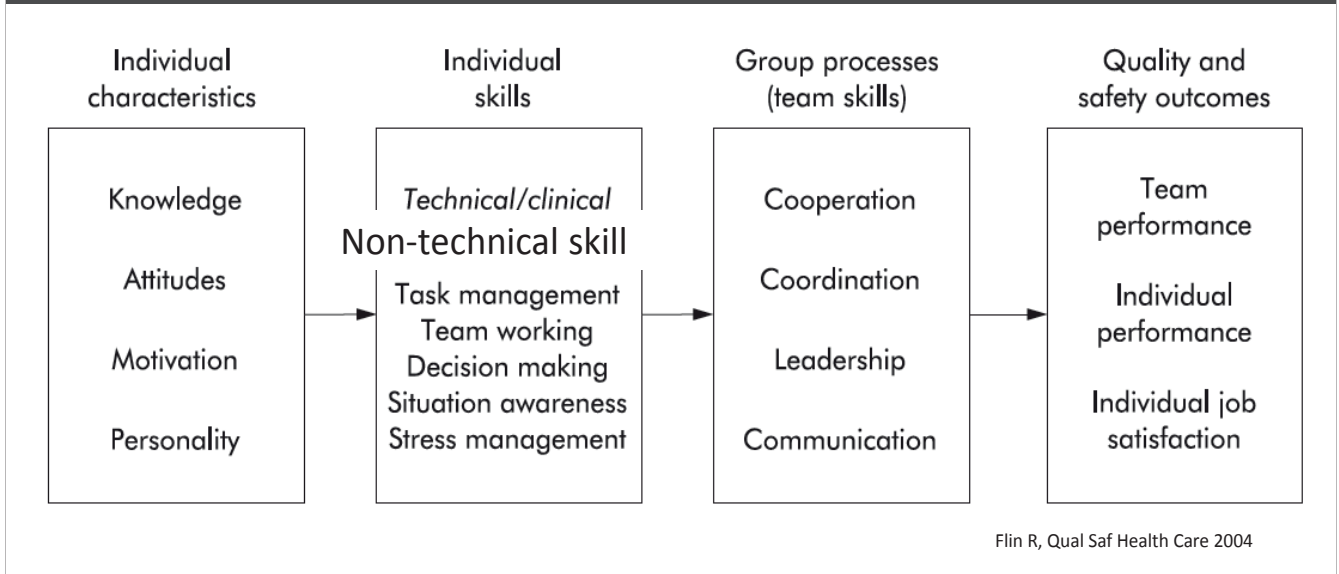 Individual
characteristics
Knowledge
Attitudes
Motivation
Personality
Individual
skills
Technical/clinical
Non-technical skill
Task management
Team working
Decision making
Situation awareness
Stress management
Group processes
(team skills)
Cooperation
Coordination
Leadership
Communication
Quality and
safety outcomes
Team
performance
Individual
performance
Individual job
satisfaction
Flin R, Qual Saf Health Care 2004